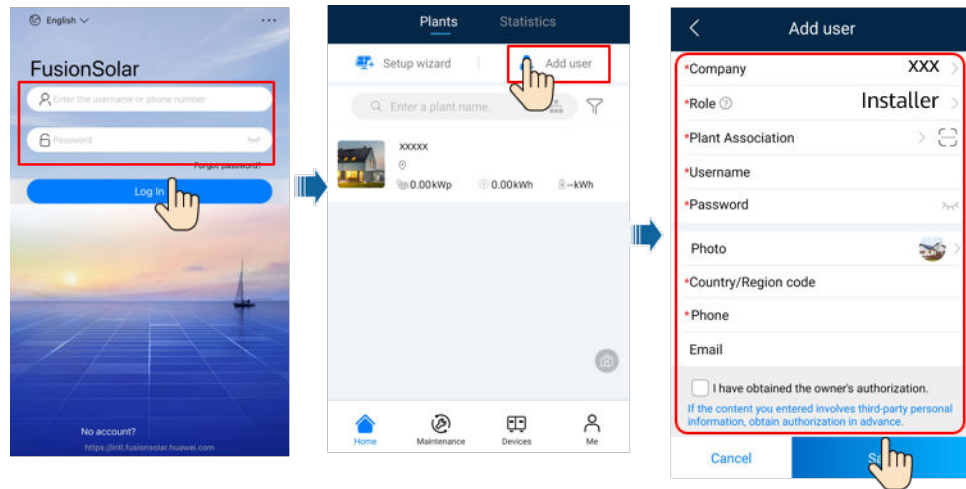 English
...
FusionSolar
Enter the username or phone number
Password
Forgot password?
Log In
No account?
https://intl.fusionsolar.huawei.com
Plants Statistics
Setup wizard Add user
Enter a plant name.
xxxxx
0.00kWp 0.00kWh --kWh
Home Maintenance Devices Me
Add user
*Company XXX
*Role Installer
*Plant Association
*Username
*Password
Photo
*Country/Region code
*Phone
Email
I have obtained the owner's authorization.
If the content you entered involves third-party personal
information, obtain authorization in advance.
Cancel